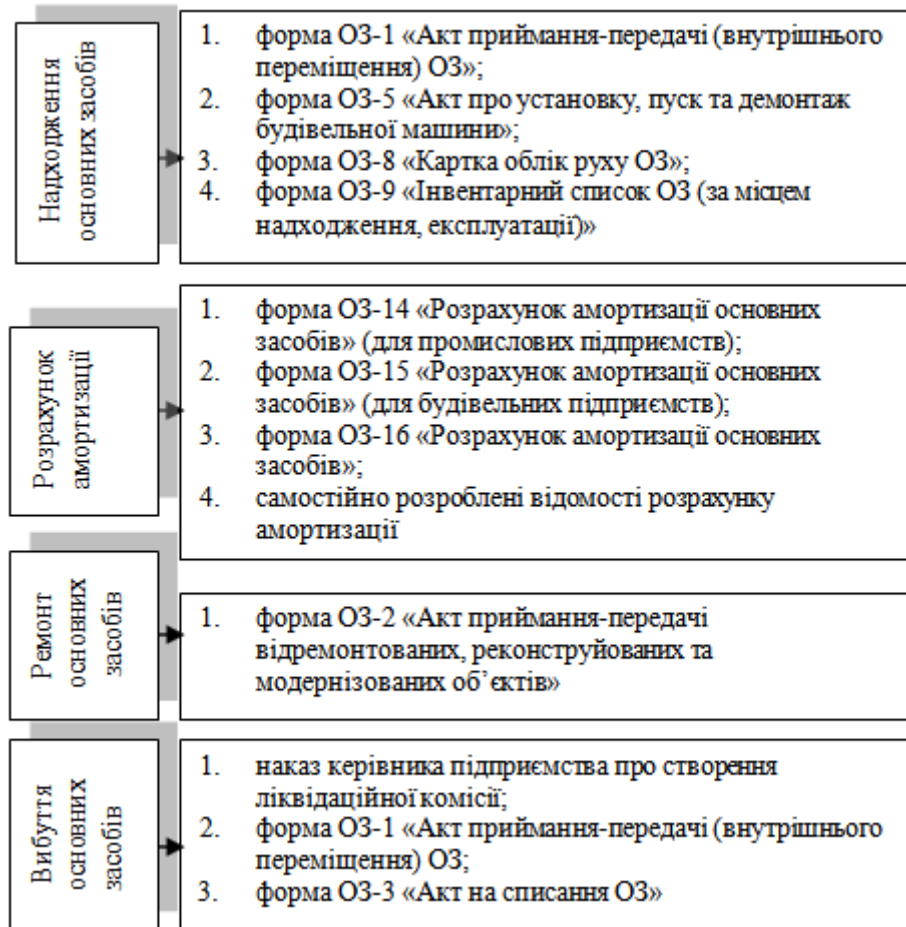 Надходження
основних засобів
1. форма ОЗ-1 «Акт приймання-передачі (внутрішнього
переміщення) ОЗ»;
2. форма ОЗ-5 «Акт про установку, пуск та демонтаж
будівельної машини»;
3. форма ОЗ-8 «Картка облік руху ОЗ»;
4. форма ОЗ-9 «Інвентарний список ОЗ (за місцем
надходження, експлуатації)»
Розрахунок
амортизації
1. форма ОЗ-14 «Розрахунок амортизації основних
засобів» (для промислових підприємств);
2. форма ОЗ-15 «Розрахунок амортизації основних
засобів» (для будівельних підприємств);
3. форма ОЗ-16 «Розрахунок амортизації основних
засобів»;
4. самостійно розроблені відомості розрахунку
амортизації
Ремонт
основних
засобів
1. форма ОЗ-2 «Акт приймання-передачі
відремонтованих, реконструйованих та
модернізованих об’єктів»
Вибуття
основних
засобів
1. наказ керівника підприємства про створення
ліквідаційної комісії;
2. форма ОЗ-1 «Акт приймання-передачі (внутрішнього
переміщення) ОЗ;
3. форма ОЗ-3 «Акт на списання ОЗ»